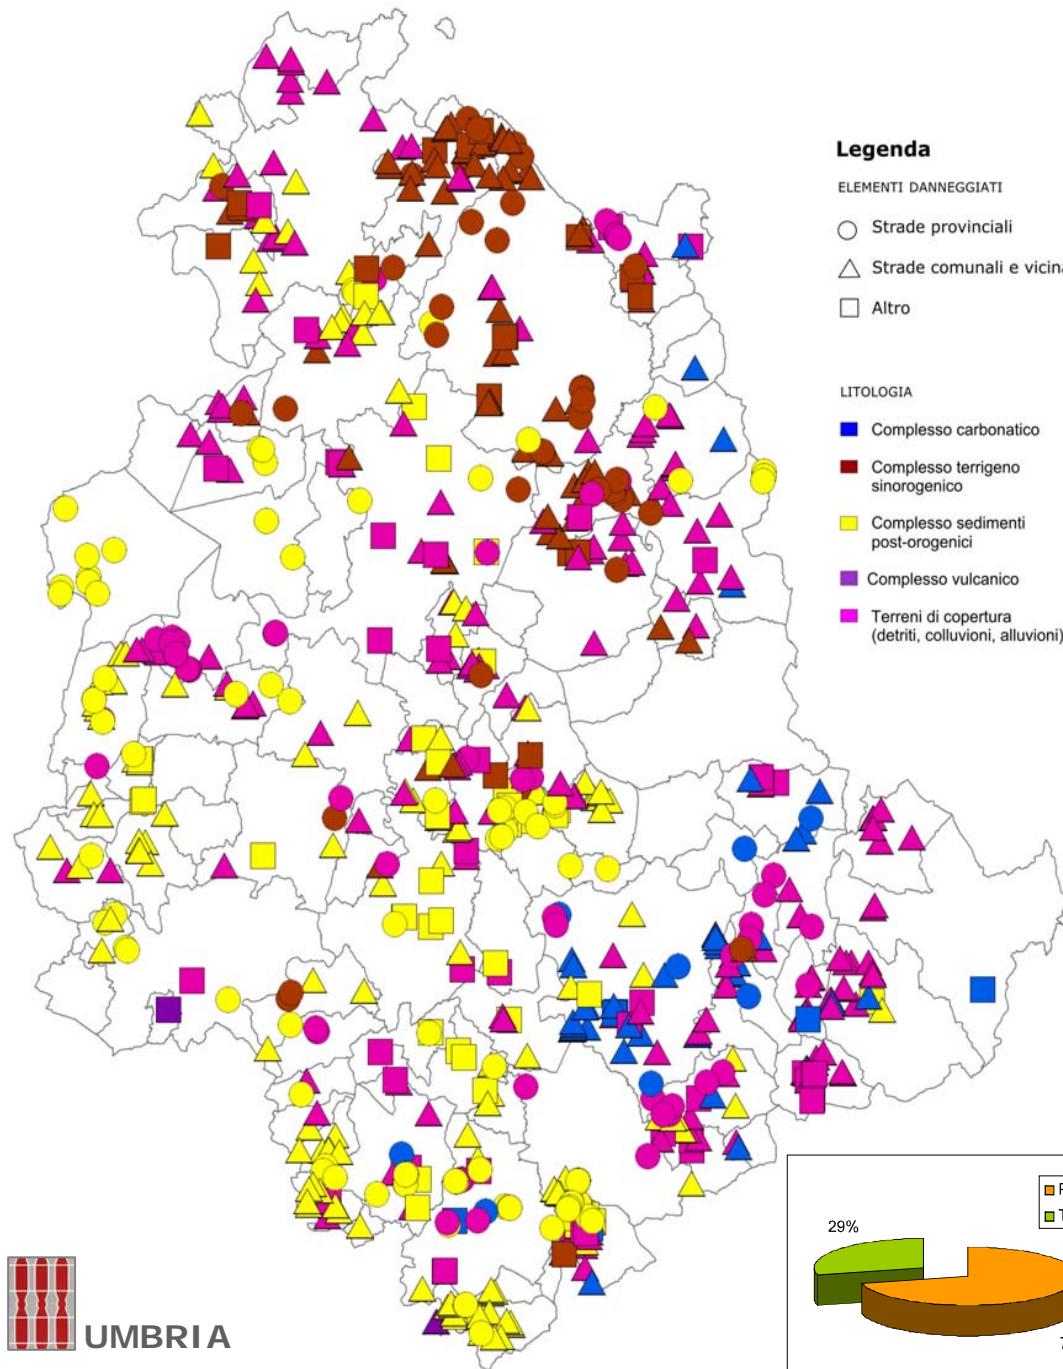 Legenda
ELEMENTI DANNEGGIATI
Strade provinciali
Strade comunali e
Altro
LITOLOGIA
Complesso carbonatico
Complesso terrigeno
sinorogenico
Complesso sedimenti
post-orogenici
Complesso vulcanico
Terreni di copertura
(detriti, colluvioni, alluvioni)
29%
UMBRIA